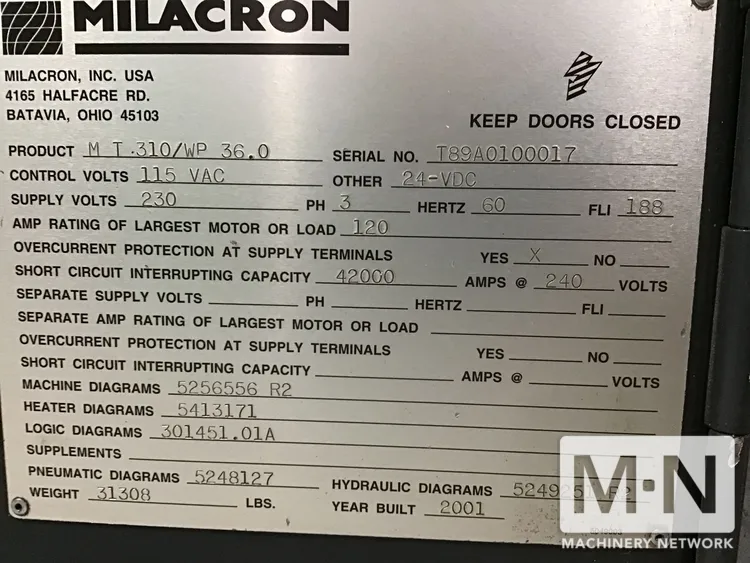 MILACRON
MILACRON, INC. USA
4165 HALFACRE RD.
BATAVIA, OHIO 45103
KEEP DOORS CLOSED
PRODUCT M T 310/WP 36.0 SERIAL NO. T89A0100017
CONTROL VOLTS 115 VAC OTHER 24-VDC
SUPPLY VOLTS 230 PH 3 HERTZ 60 FLI 188
AMP RATING OF LARGEST MOTOR OR LOAD 120
OVERCURRENT PROTECTION AT SUPPLY TERMINALS YES X NO
SHORT CIRCUIT INTERRUPTING CAPACITY 42000 AMPS @ 240 VOLTS
SEPARATE SUPPLY VOLTS PH HERTZ FLI
SEPARATE AMP RATING OF LARGEST MOTOR OR LOAD
OVERCURRENT PROTECTION AT SUPPLY TERMINALS YES NO
SHORT CIRCUIT INTERRUPTING CAPACITY AMPS @ VOLTS
MACHINE DIAGRAMS 5256556 R2
HEATER DIAGRAMS 5413171
LOGIC DIAGRAMS 301451.01A
SUPPLEMENTS
PNEUMATIC DIAGRAMS 5248127 HYDRAULIC DIAGRAMS
WEIGHT 31308 LBS. YEAR BUILT 2001
M·N
MACHINERY NETWORK